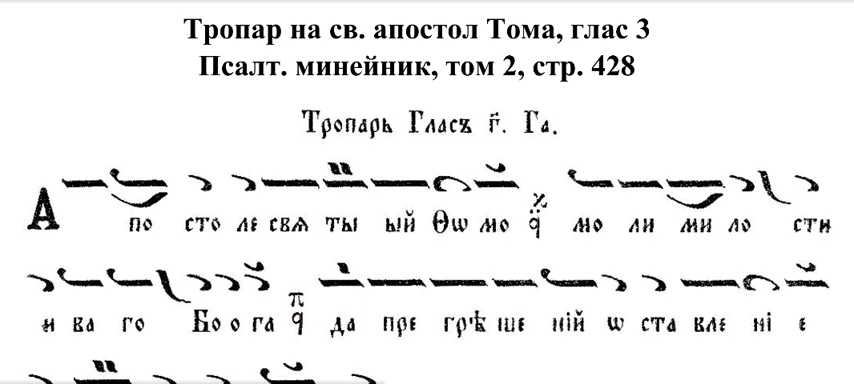 Тропар на св. апостол Тома, глас 3
Псалт. минейник, том 2, стр. 428
Тропарь Гласъ г҃. Га.
А по сто ле свѧ ты ый Ѳѡ мо мо ли ми ло сти
и ва го Бо о га да пре грѣ ше ній ѡ ста вле ні е